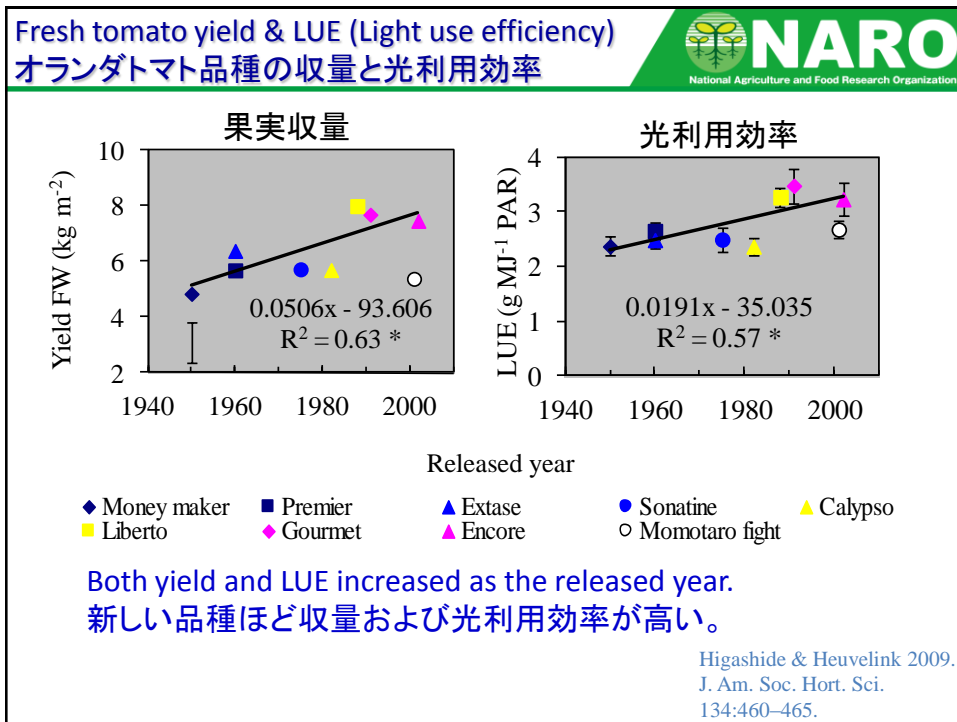 Fresh tomato yield & LUE (Light use efficiency)
オランダトマト品種の収量と光利用効率
NARO
National Agriculture and Food Research Organization
果実収量
Yield FW (kg m-2)
10
8
6
4
2
0.0506x - 93.606
R2 = 0.63 *
1940 1960 1980 2000
光利用効率
LUE (g MJ-1 PAR)
4
3
2
1
0
0.0191x - 35.035
R2 = 0.57 *
1940 1960 1980 2000
Released year
Money maker Premier Extase Sonatine Calypso
Liberto Gourmet Encore Momotaro fight
Both yield and LUE increased as the released year.
新しい品種ほど収量および光利用効率が高い。
Higashide & Heuvelink 2009.
J. Am. Soc. Hort. Sci.
134:460–465.